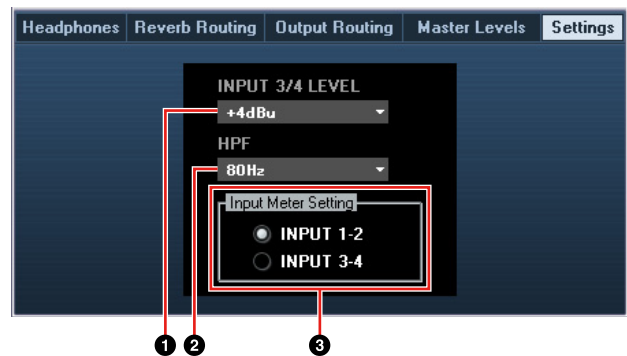 Headphones Reverb Routing Output Routing Master Levels Settings
INPUT 3/4 LEVEL
+4dBu
HPF
80Hz
Input Meter Setting
INPUT 1-2
INPUT 3-4
1 2 3